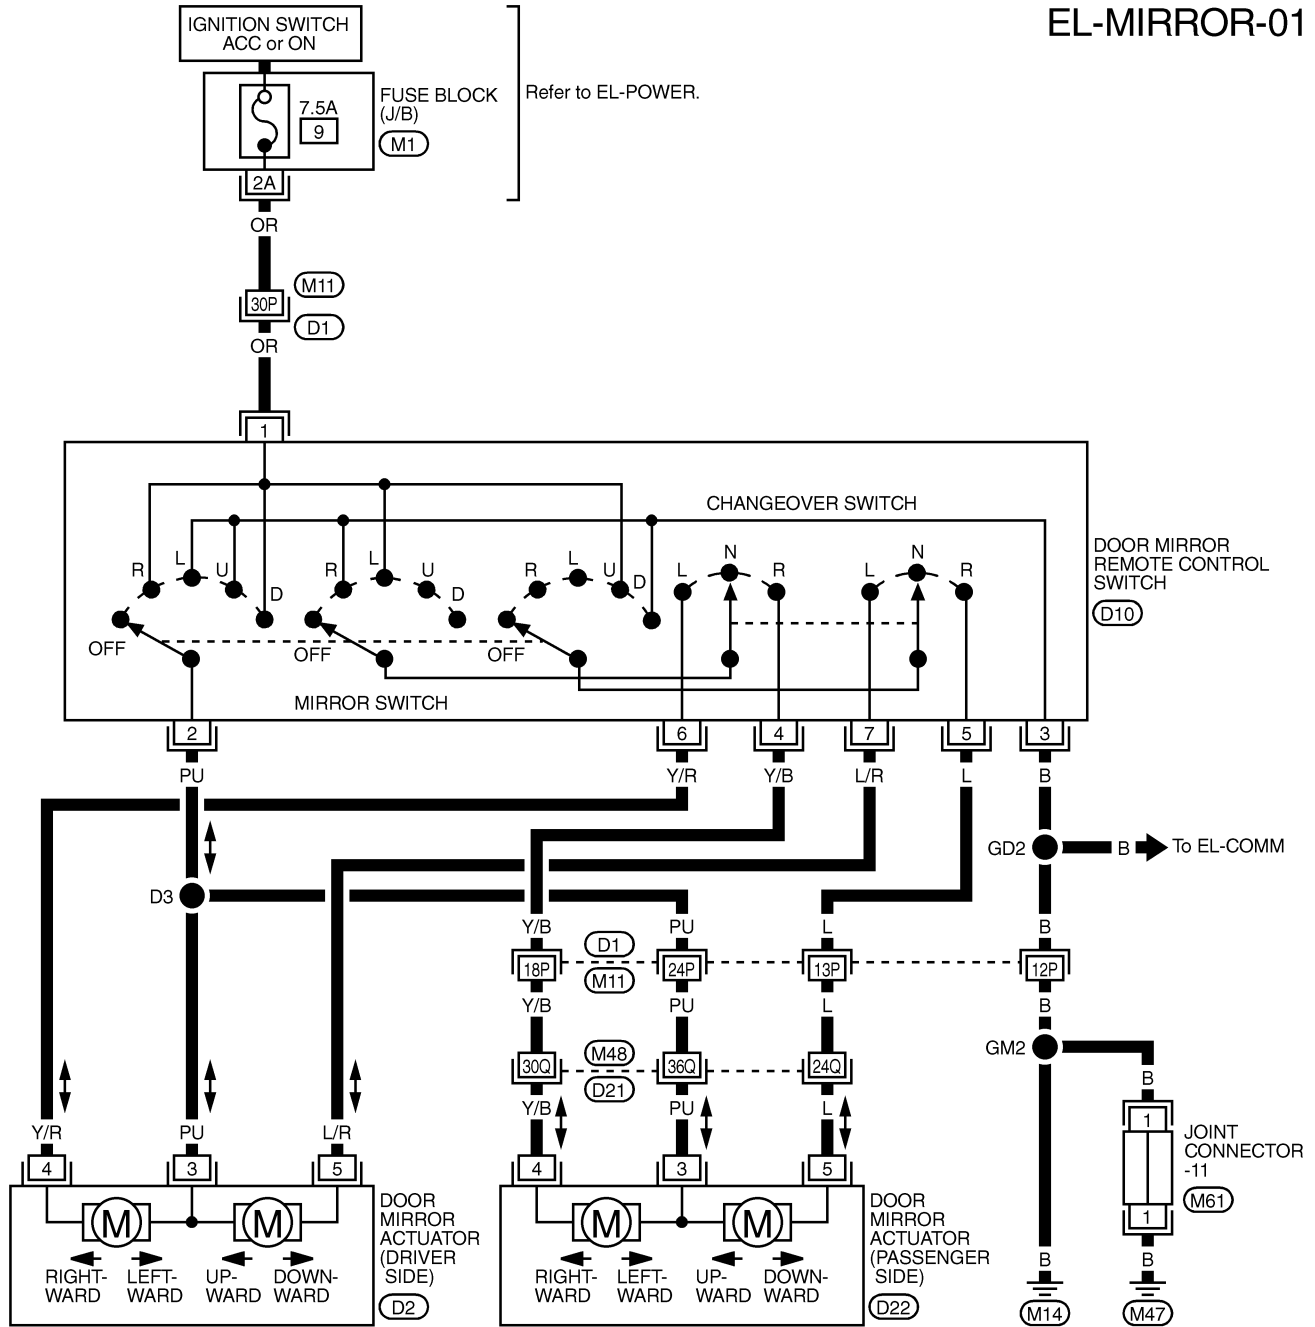 EL-MIRROR-01
IGNITION SWITCH
ACC or ON
7.5A
9
FUSE BLOCK
(J/B)
M1
Refer to EL-POWER.
2A
OR
M11
30P
D1
OR
1
CHANGEOVER SWITCH
R L U D
OFF
R L U D
OFF
R L U D
OFF
L N R
L N R
MIRROR SWITCH
DOOR MIRROR
REMOTE CONTROL
SWITCH
D10
2 6 4 7 5 3
PU Y/R Y/B L/R L B
GD2
B
To EL-COMM
D3
Y/B PU L B
D1
18P 24P 13P 12P
M11
Y/B PU L B
GM2
M48
30Q 36Q 24Q
D21
B
Y/B PU L
1
Y/R PU L/R
JOINT
CONNECTOR
-11
M61
4 3 5 4 3 5
1
M M
DOOR
MIRROR
ACTUATOR
(DRIVER
SIDE)
D2
RIGHT-
WARD
LEFT-
WARD
UP-
WARD
DOWN-
WARD
M M
DOOR
MIRROR
ACTUATOR
(PASSENGER
SIDE)
D22
RIGHT-
WARD
LEFT-
WARD
UP-
WARD
DOWN-
WARD
B B
M14 M47